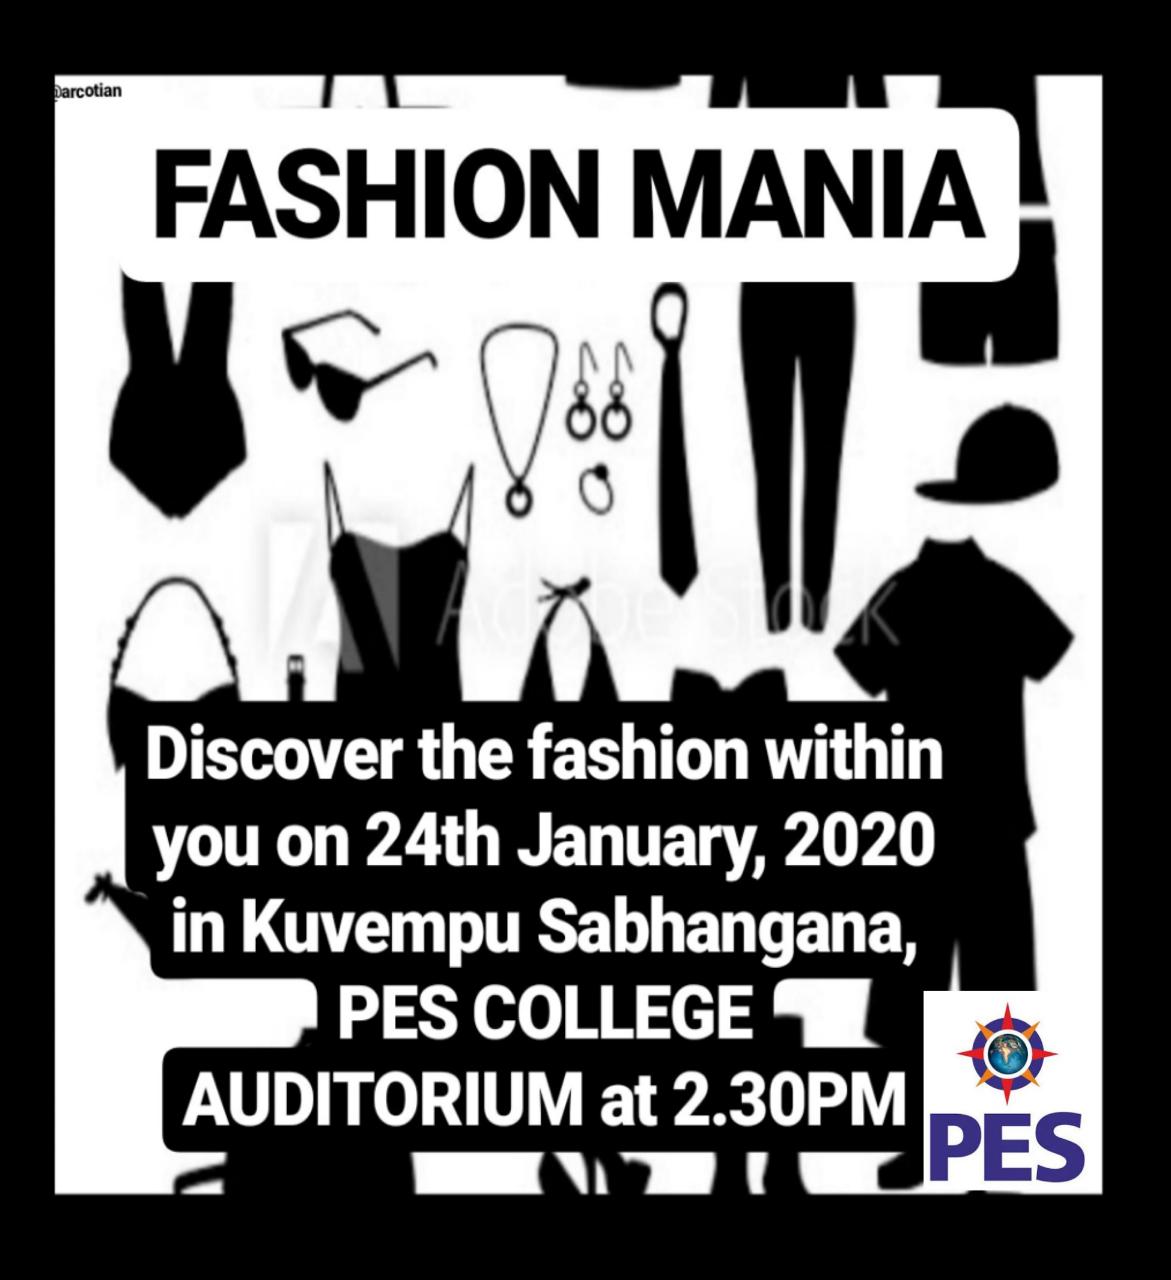 @arcotian
FASHION MANIA
Adobe Stock
Discover the fashion within
you on 24th January, 2020
in Kuvempu Sabhangana,
PES COLLEGE
AUDITORIUM at 2.30PM
PES